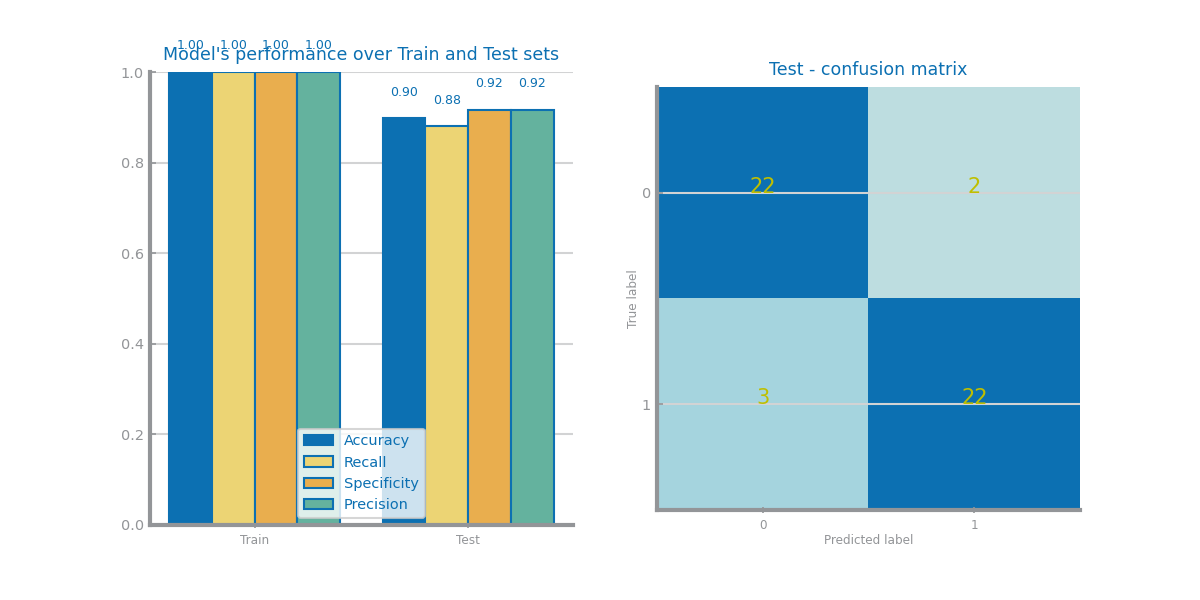 Model's performance over Train and Test sets
1.00 1.00 1.00 1.00
0.90 0.88 0.92 0.92
1.0
0.8
0.6
0.4
0.2
0.0
Accuracy
Recall
Specificity
Precision
Train Test
Test - confusion matrix
True label
0
1
22 2
3 22
0 1
Predicted label